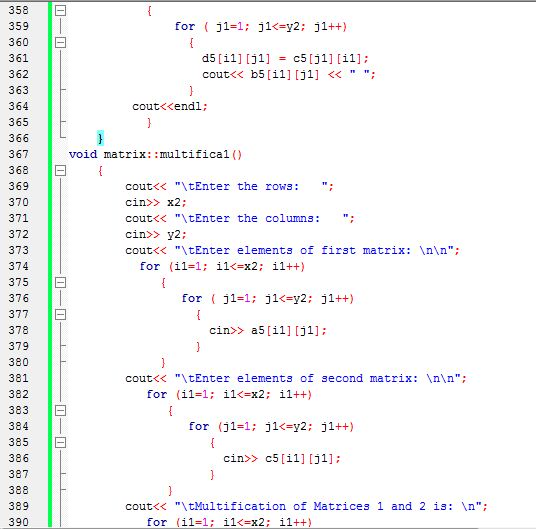 358 {
359 for ( j1=1; j1<=y2; j1++)
360 {
361 d5[i1][j1] = c5[j1][i1];
362 cout<< b5[i1][j1] << " ";
363 }
364 cout<<endl;
365 }
366 }
367 void matrix::multifica1()
368 {
369 cout<< "\tEnter the rows:   ";
370 cin>> x2;
371 cout<< "\tEnter the columns:   ";
372 cin>> y2;
373 cout<< "\tEnter elements of first matrix: \n\n";
374 for (i1=1; i1<=x2; i1++)
375 {
376 for ( j1=1; j1<=y2; j1++)
377 {
378 cin>> a5[i1][j1];
379 }
380 }
381 cout<< "\tEnter elements of second matrix: \n\n";
382 for (i1=1; i1<=x2; i1++)
383 {
384 for (j1=1; j1<=y2; j1++)
385 {
386 cin>> c5[i1][j1];
387 }
388 }
389 cout<< "\tMultification of Matrices 1 and 2 is: \n";
390 for (i1=1; i1<=x2; i1++)